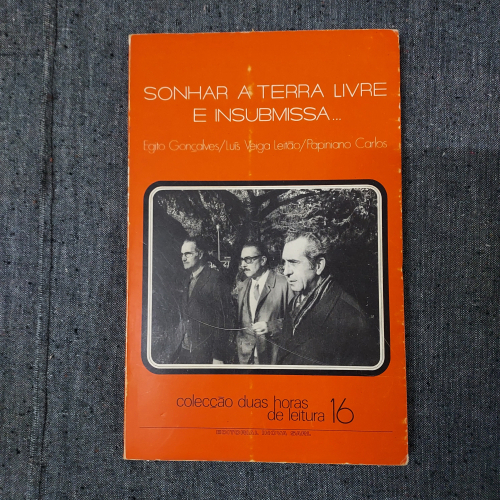 SONHAR A TERRA LIVRE
E INSUBMISSA...
Egito Gonçalves/Luís Veiga Leitão/Papiniano Carlos
colecção duas horas
de leitura 16